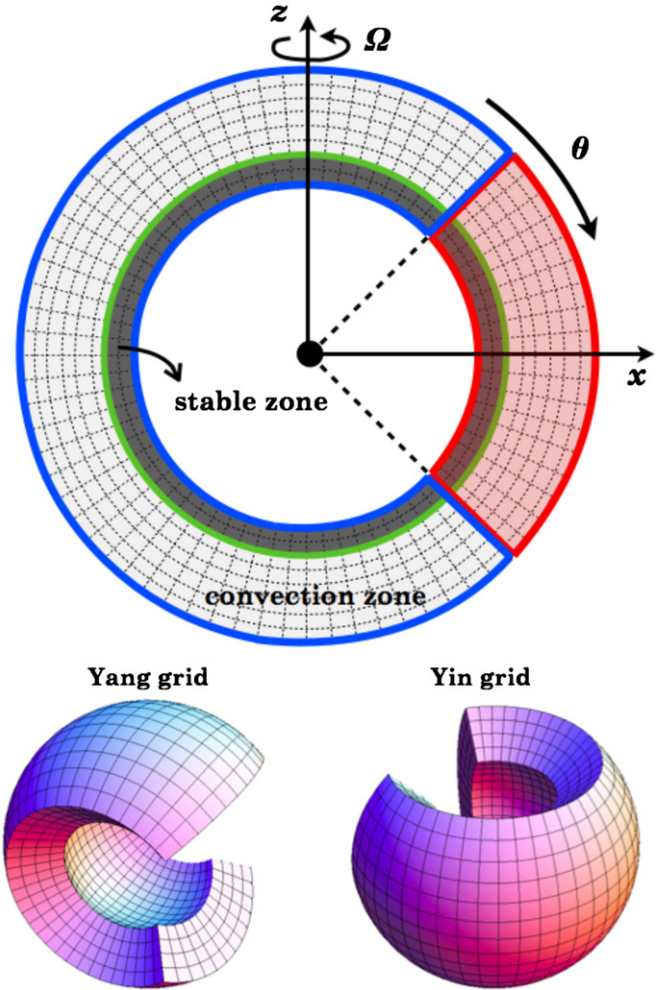 z
Ω
θ
x
stable zone
convection zone
Yang grid
Yin grid